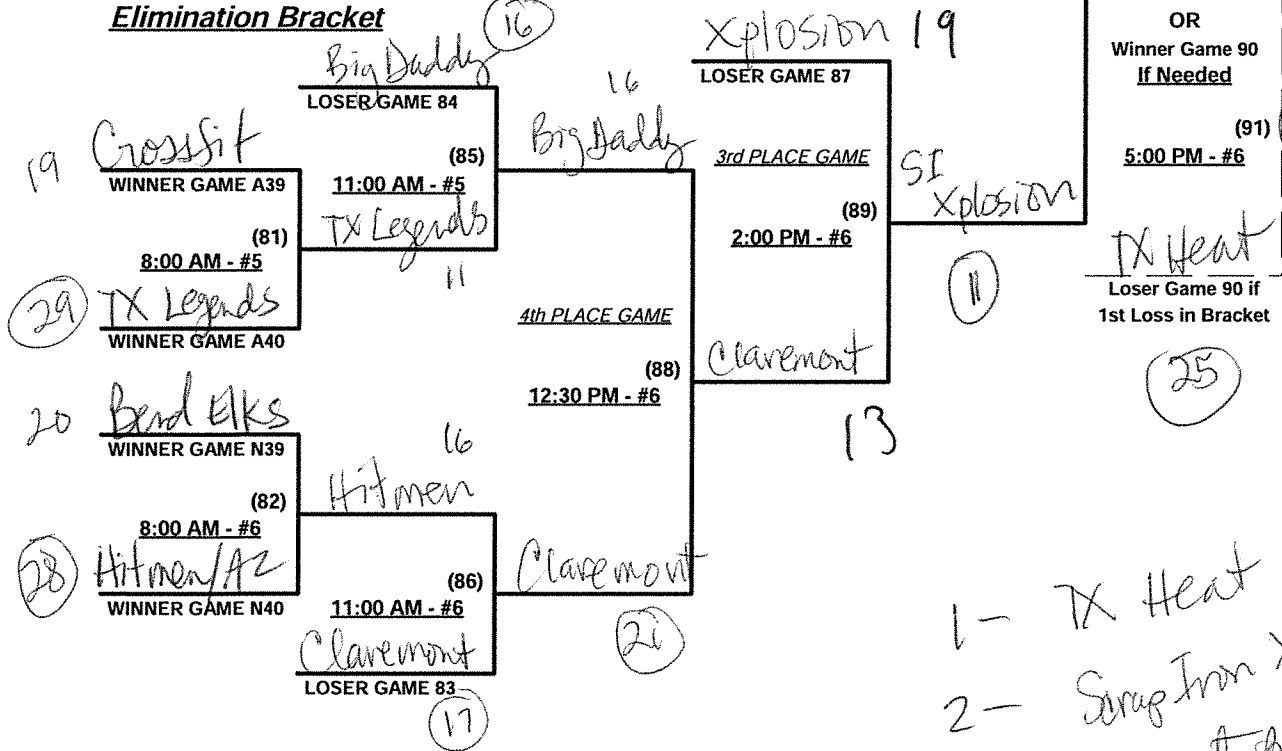 Elimination Bracket
Big Daddy 16
LOSER GAME 84
19 Crossfit
WINNER GAME A39
(85)
11:00 AM - #5
TX Legends
11
(81)
8:00 AM - #5
29 TX Legends
WINNER GAME A40
16
Big Daddy
4th PLACE GAME
(88)
12:30 PM - #6
20 Bend Elks
WINNER GAME N39
(82)
8:00 AM - #6
28 Hitmen/AZ
WINNER GAME N40
16
Hitmen
(86)
11:00 AM - #6
Claremont
LOSER GAME 83
17
Claremont
21
Xplosion 19
LOSER GAME 87
3rd PLACE GAME
(89)
2:00 PM - #6
Claremont
13
SI
Xplosion
11
OR
Winner Game 90
If Needed
(91)
5:00 PM - #6
TX Heat
Loser Game 90 if
1st Loss in Bracket
25
1 - TX Heat
2 - Scrap Iron